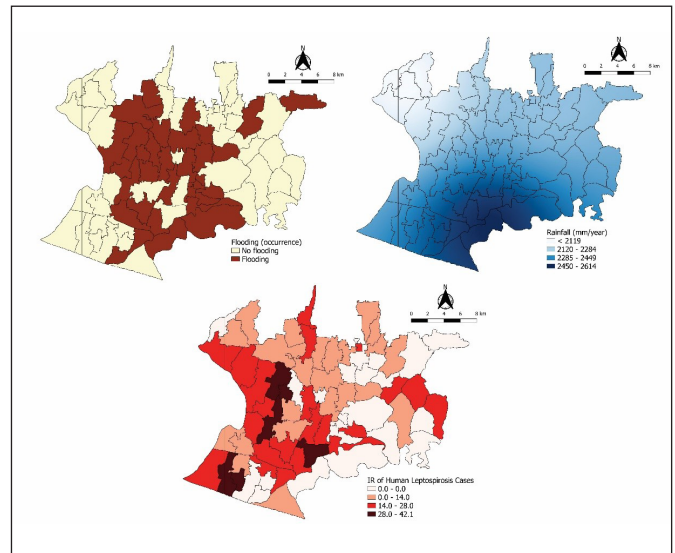 N
0 2 4 6 8 km
Flooding (occurrence)
No flooding
Flooding
N
0 2 4 6 8 km
Rainfall (mm/year)
< 2119
2120 - 2284
2285 - 2449
2450 - 2614
N
0 2 4 6 8 km
IR of Human Leptospirosis Cases
0.0 - 0.0
0.0 - 14.0
14.0 - 28.0
28.0 - 42.1